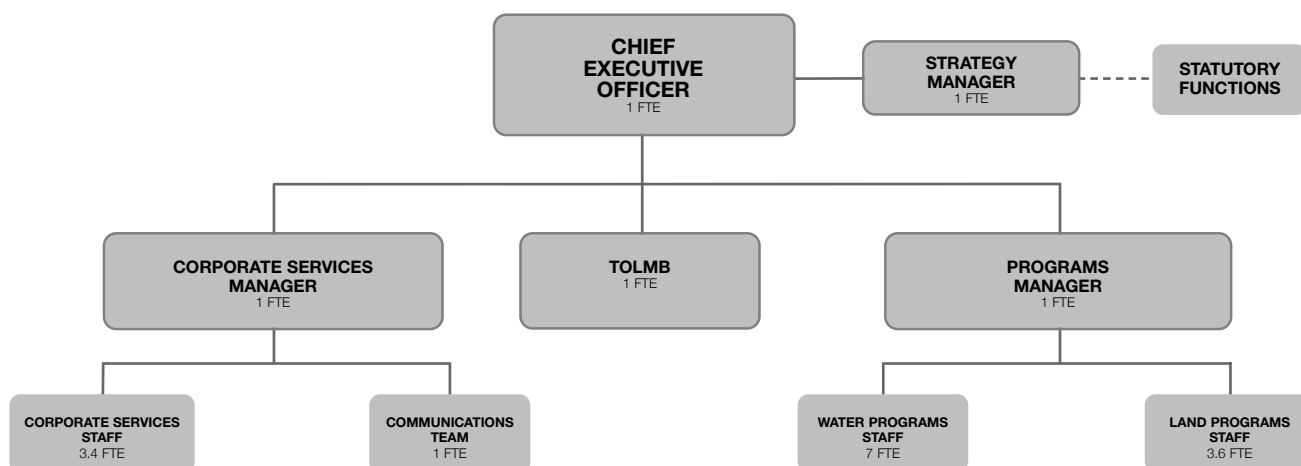 CHIEF
EXECUTIVE
OFFICER
1 FTE
STRATEGY
MANAGER
1 FTE
STATUTORY
FUNCTIONS
CORPORATE SERVICES
MANAGER
1 FTE
TOLMB
1 FTE
PROGRAMS
MANAGER
1 FTE
CORPORATE SERVICES
STAFF
3.4 FTE
COMMUNICATIONS
TEAM
1 FTE
WATER PROGRAMS
STAFF
7 FTE
LAND PROGRAMS
STAFF
3.6 FTE